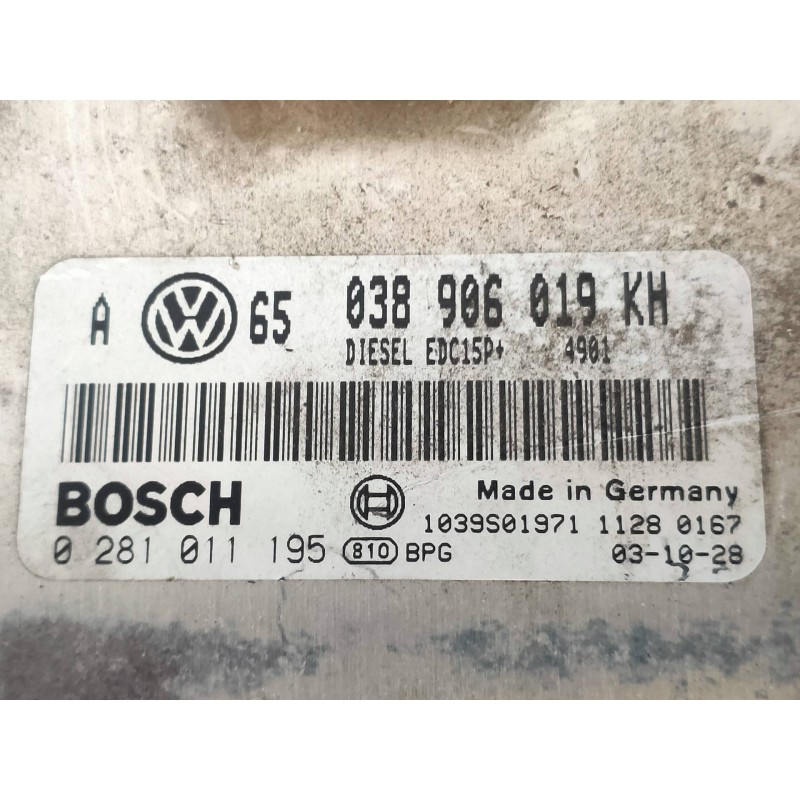 A VW 65 038 906 019 KH
DIESEL EDC15P+ 4901
BOSCH Made in Germany
1039S01971 1128 0167
0 281 011 195 810 BPG 03-10-28